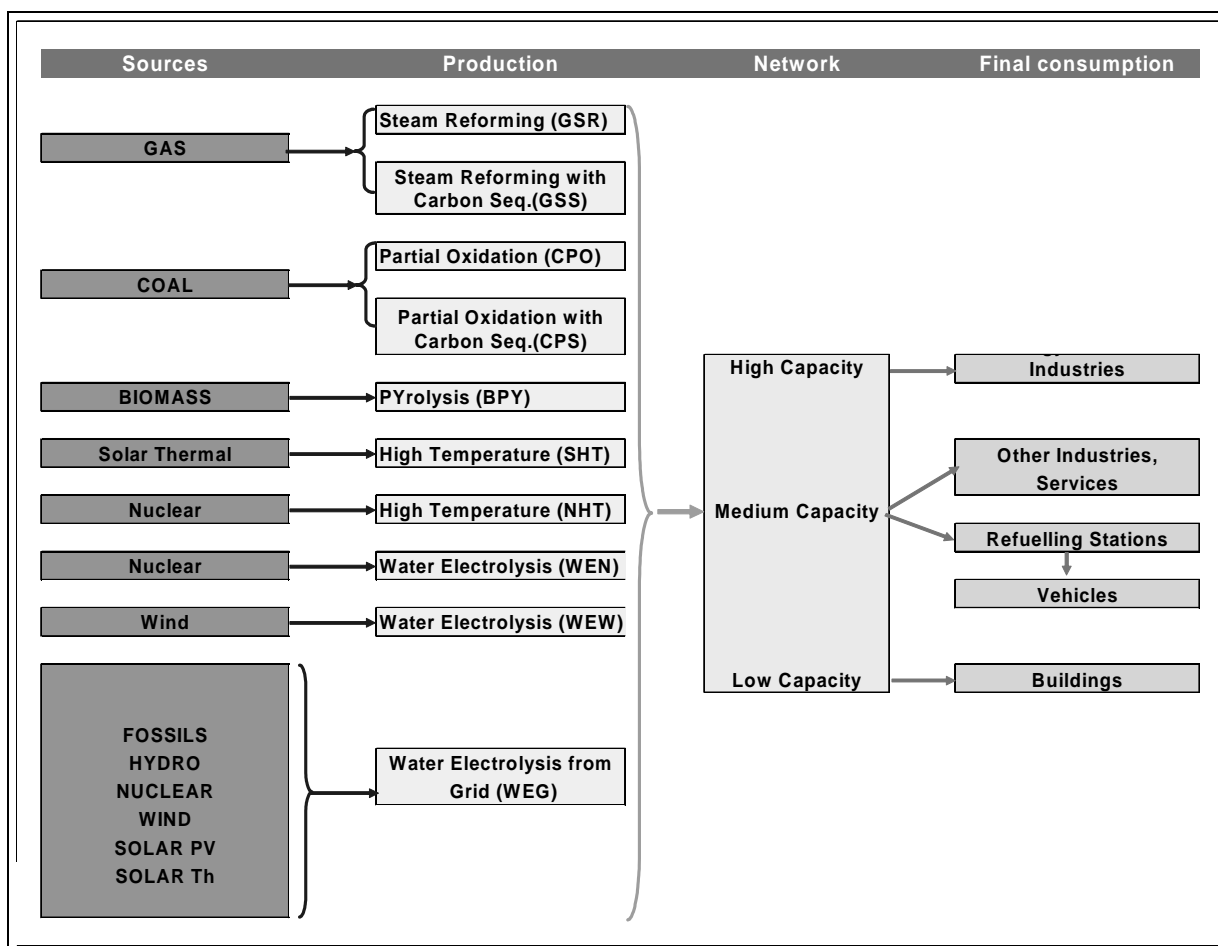 Sources Production Network Final consumption
GAS
Steam Reforming (GSR)
Steam Reforming with
Carbon Seq.(GSS)
COAL
Partial Oxidation (CPO)
Partial Oxidation with
Carbon Seq.(CPS)
BIOMASS
PYrolysis (BPY)
Solar Thermal
High Temperature (SHT)
Nuclear
High Temperature (NHT)
Nuclear
Water Electrolysis (WEN)
Wind
Water Electrolysis (WEW)
FOSSILS
HYDRO
NUCLEAR
WIND
SOLAR PV
SOLAR Th
Water Electrolysis from
Grid (WEG)
High Capacity
Medium Capacity
Low Capacity
Industries
Other Industries,
Services
Refuelling Stations
Vehicles
Buildings